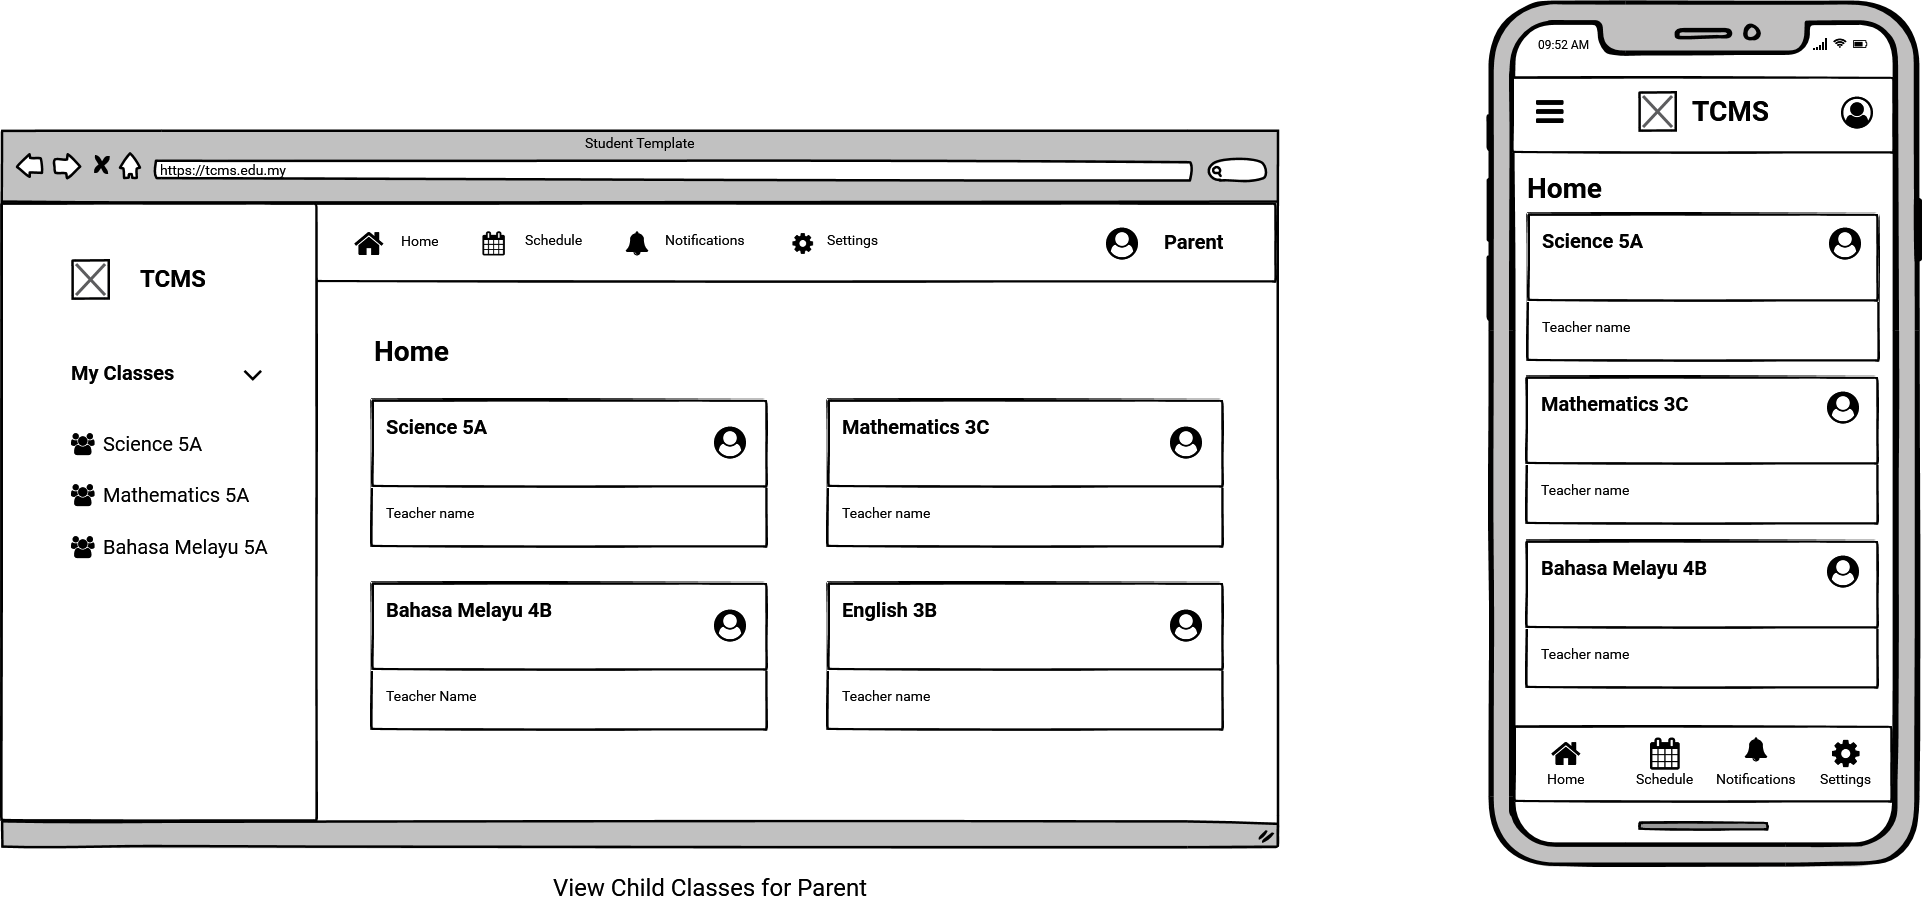 Student Template
https://tcms.edu.my
TCMS
My Classes
Science 5A
Mathematics 5A
Bahasa Melayu 5A
Home
Schedule
Notifications
Settings
Parent
Home
Science 5A
Teacher name
Mathematics 3C
Teacher name
Bahasa Melayu 4B
Teacher Name
English 3B
Teacher name
View Child Classes for Parent
09:52 AM
TCMS
Home
Science 5A
Teacher name
Mathematics 3C
Teacher name
Bahasa Melayu 4B
Teacher name
Home
Schedule
Notifications
Settings